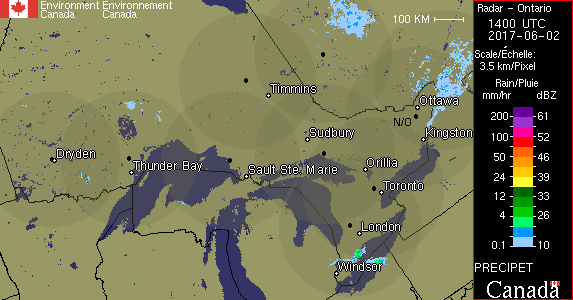 Environment Environnement
Canada Canada
100 KM
Timmins
Ottawa
N/O
Sudbury
Kingston
Dryden
Thunder Bay
Sault Ste. Marie
Orillia
Toronto
London
Windsor
Radar - Ontario
1400 UTC
2017-06-02
Scale/Échelle:
3.5 km/Pixel
Rain/Pluie
mm/hr dBZ
200 61
100 52
50 46
24 39
12 33
4 26
0.1 10
PRECIPET
Canada